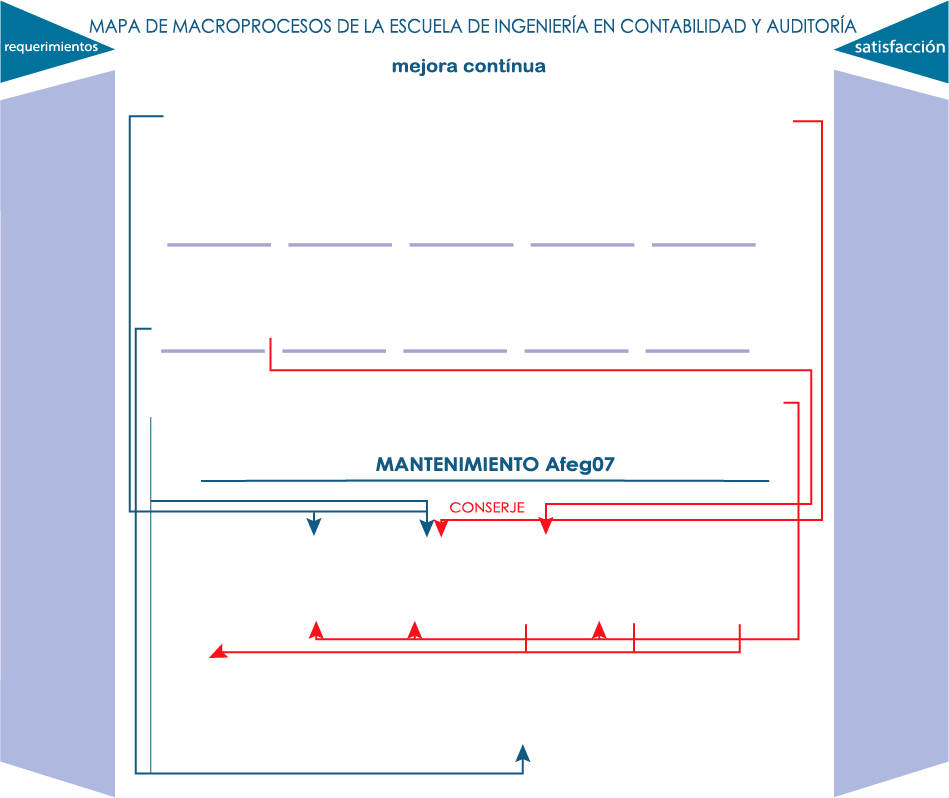 MAPA DE MACROPROCESOS DE LA ESCUELA DE INGENIERÍA EN CONTABILIDAD Y AUDITORÍA
requerimientos
satisfacción
mejora contínua
MANTENIMIENTO Afeg07
CONSERJE